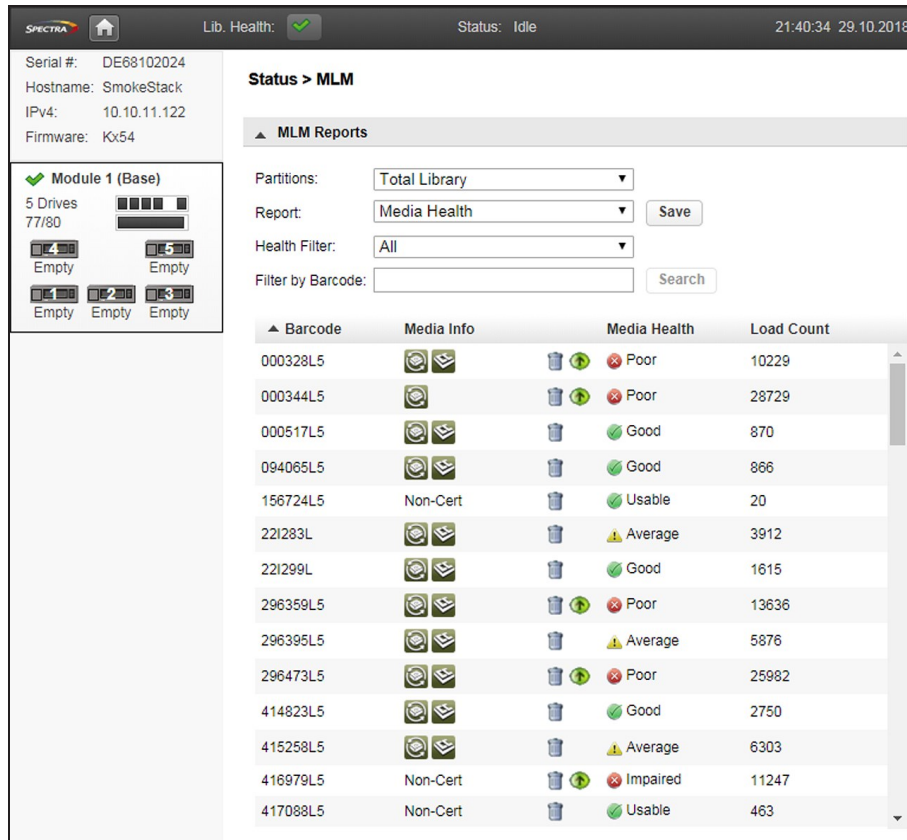 SPECTRA Lib. Health: Status: Idle 21:40:34 29.10.2018
Serial #: DE68102024
Hostname: SmokeStack
IPv4: 10.10.11.122
Firmware: Kx54
Module 1 (Base)
5 Drives
77/80
4 5
Empty Empty
1 2 3
Empty Empty Empty
Status > MLM
MLM Reports
Partitions: Total Library
Report: Media Health Save
Health Filter: All
Filter by Barcode: Search
Barcode Media Info Media Health Load Count
000328L5 Poor 10229
000344L5 Poor 28729
000517L5 Good 870
094065L5 Good 866
156724L5 Non-Cert Usable 20
22I283L Average 3912
22I299L Good 1615
296359L5 Poor 13636
296395L5 Average 5876
296473L5 Poor 25982
414823L5 Good 2750
415258L5 Average 6303
416979L5 Non-Cert Impaired 11247
417088L5 Non-Cert Usable 463